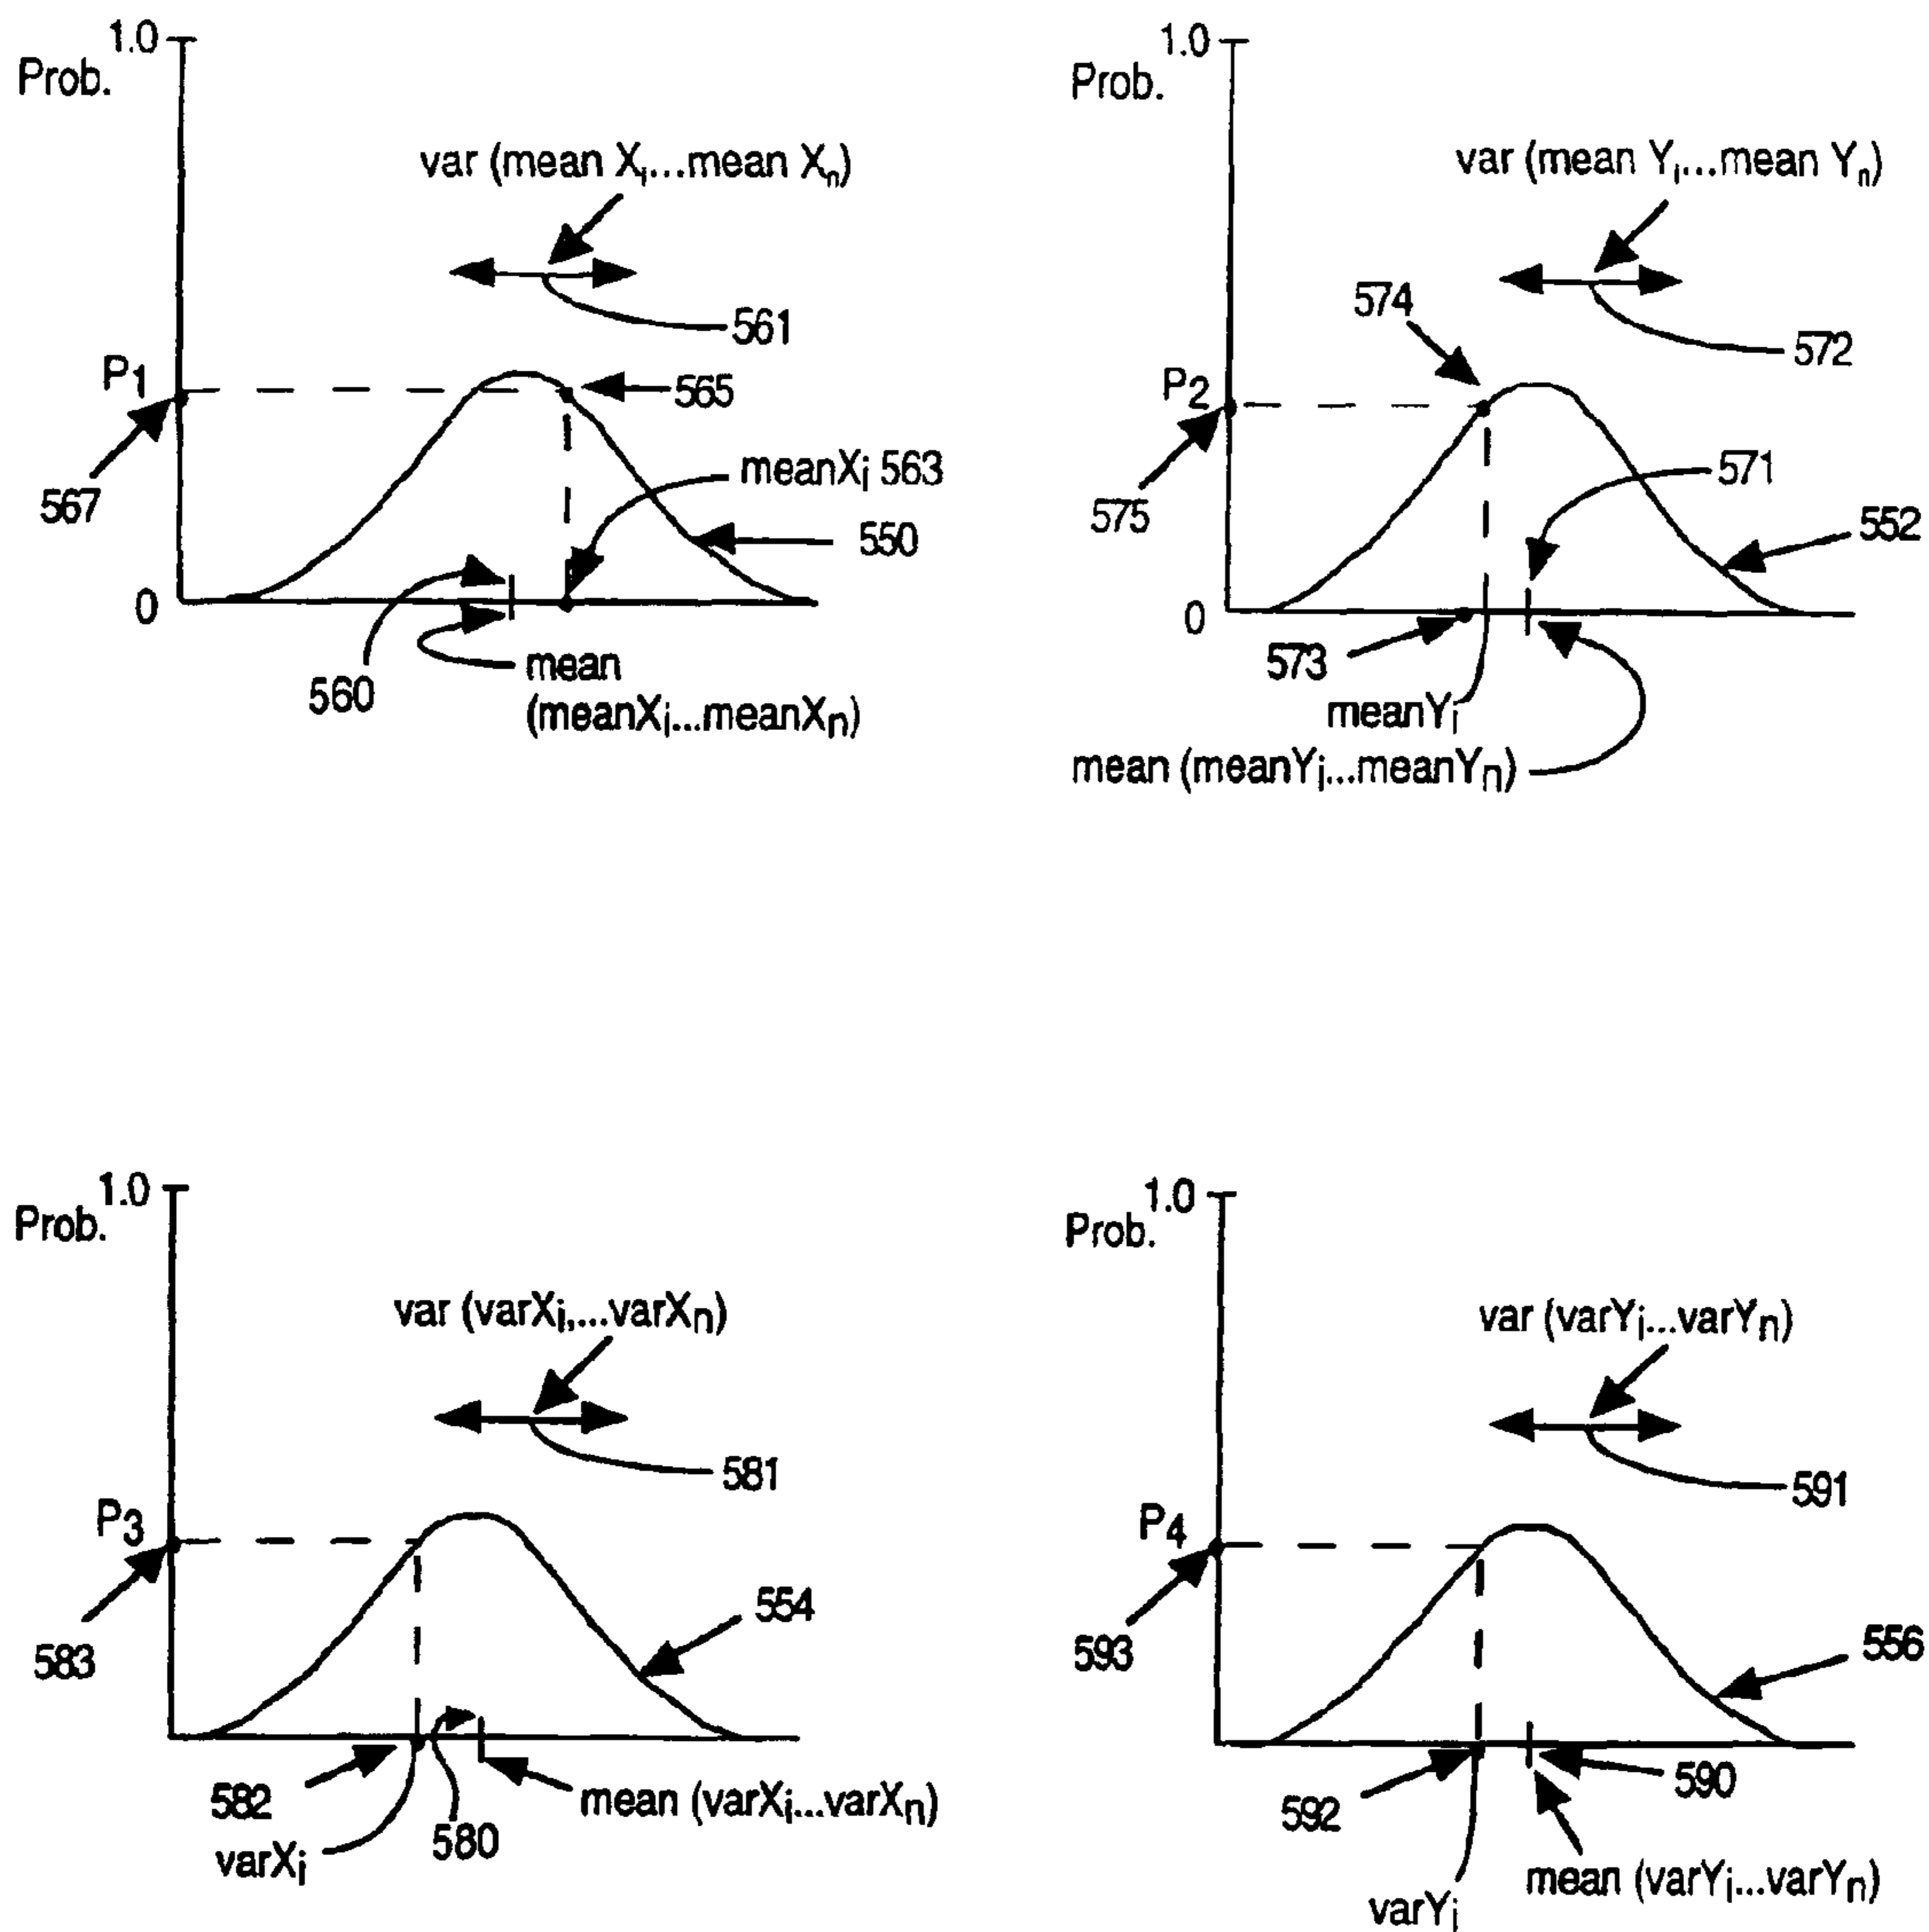 1.0
Prob.
var (mean Xi...mean Xn)
561
P1
565
567
meanXi 563
550
0
560
mean
(meanXi...meanXn)
1.0
Prob.
var (mean Yi...mean Yn)
574
572
P2
571
575
552
0
573
meanYi
mean (meanYi...meanYn)
1.0
Prob.
var (varXi,...varXn)
581
P3
554
583
582
mean (varXi...varXn)
580
varXi
1.0
Prob.
var (varYi...varYn)
591
P4
593
556
590
592
mean (varYi...varYn)
varYi